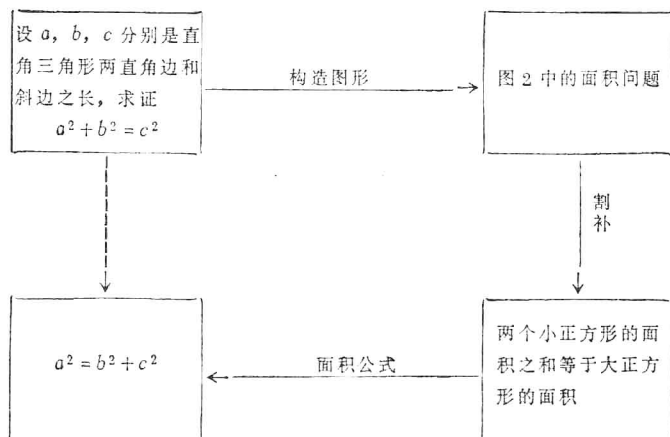 设 a, b, c 分别是直
角三角形两直角边和
斜边之长, 求证
a² + b² = c²
构造图形
图 2 中的面积问题
割
补
a² = b² + c²
面积公式
两个小正方形的面
积之和等于大正方
形的面积